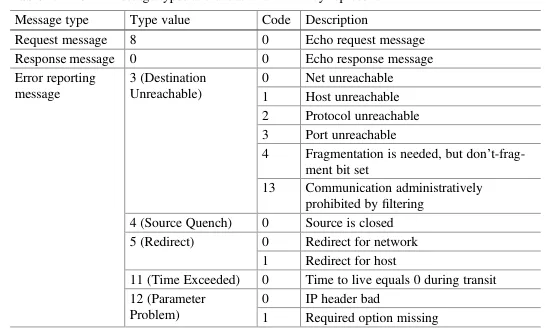 Message type Type value Code Description
Request message 8 0 Echo request message
Response message 0 0 Echo response message
Error reporting message 3 (Destination Unreachable) 0 Net unreachable
1 Host unreachable
2 Protocol unreachable
3 Port unreachable
4 Fragmentation is needed, but don't-frag-
ment bit set
13 Communication administratively
prohibited by filtering
4 (Source Quench) 0 Source is closed
5 (Redirect) 0 Redirect for network
1 Redirect for host
11 (Time Exceeded) 0 Time to live equals 0 during transit
12 (Parameter Problem) 0 IP header bad
1 Required option missing